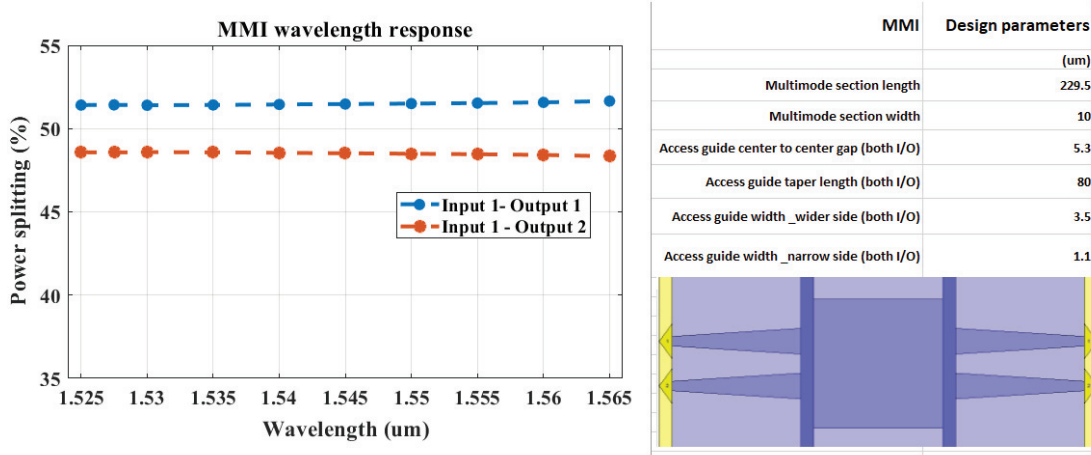 MMI wavelength response
55
50
45
40
35
Power splitting (%)
Input 1- Output 1
Input 1 - Output 2
1.525 1.53 1.535 1.54 1.545 1.55 1.555 1.56 1.565
Wavelength (um)
MMI Design parameters
(um)
Multimode section length 229.5
Multimode section width 10
Access guide center to center gap (both I/O) 5.3
Access guide taper length (both I/O) 80
Access guide width _wider side (both I/O) 3.5
Access guide width _narrow side (both I/O) 1.1